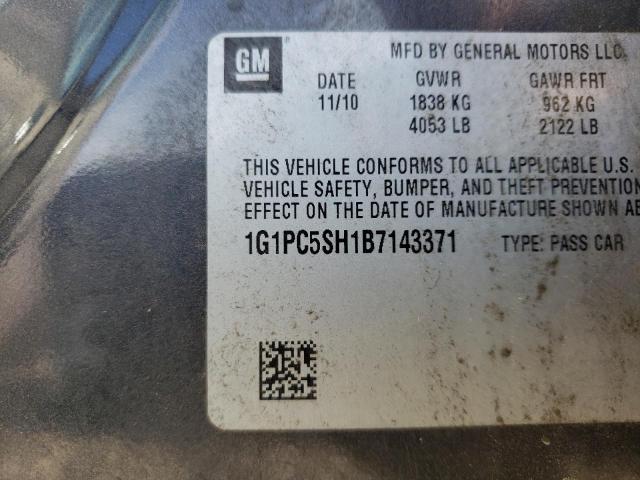 GM
MFD BY GENERAL MOTORS LLC.
DATE GVWR GAWR FRT
11/10 1838 KG 962 KG
4053 LB 2122 LB
THIS VEHICLE CONFORMS TO ALL APPLICABLE U.S.
VEHICLE SAFETY, BUMPER, AND THEFT PREVENTION
EFFECT ON THE DATE OF MANUFACTURE SHOWN AB
1G1PC5SH1B7143371 TYPE: PASS CAR